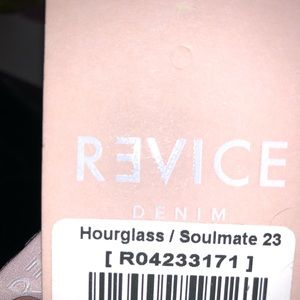 REVICE
DENIM
Hourglass / Soulmate 23
[ R04233171 ]